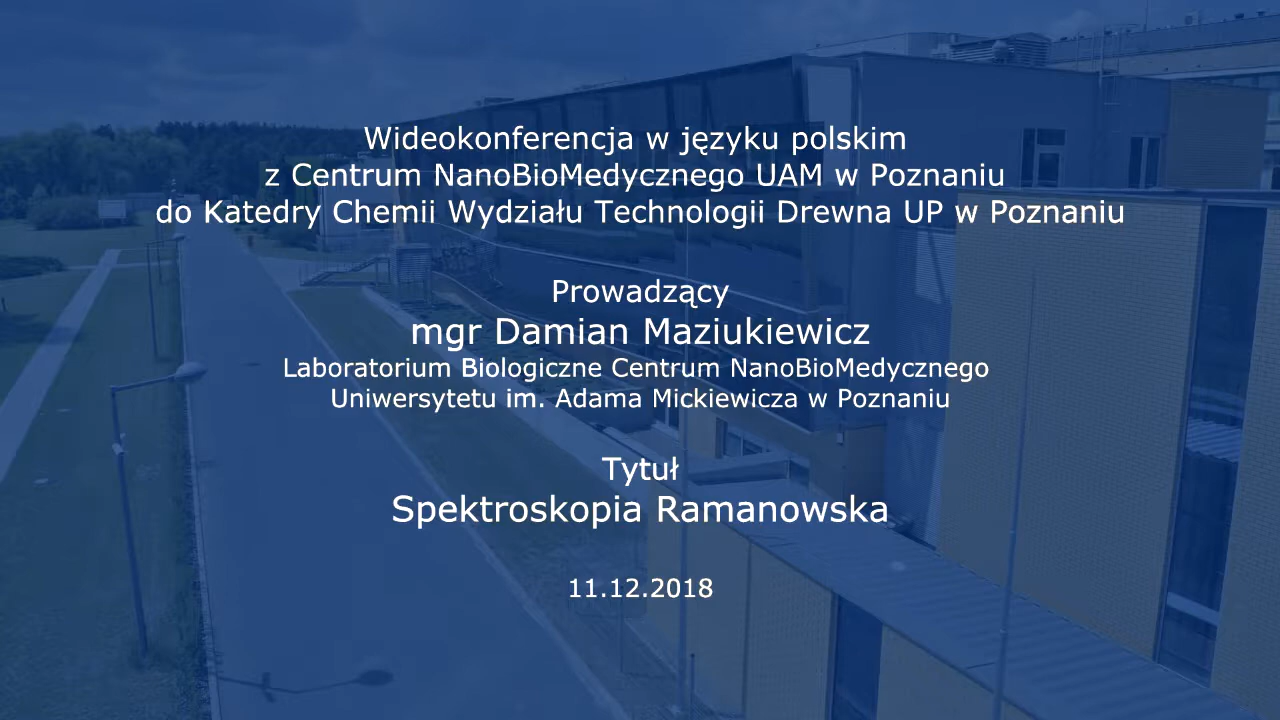 Wideokonferencja w języku polskim
z Centrum NanoBioMedycznego UAM w Poznaniu
do Katedry Chemii Wydziału Technologii Drewna UP w Poznaniu
Prowadzący
mgr Damian Maziukiewicz
Laboratorium Biologiczne Centrum NanoBioMedycznego
Uniwersytetu im. Adama Mickiewicza w Poznaniu
Tytuł
Spektroskopia Ramanowska
11.12.2018